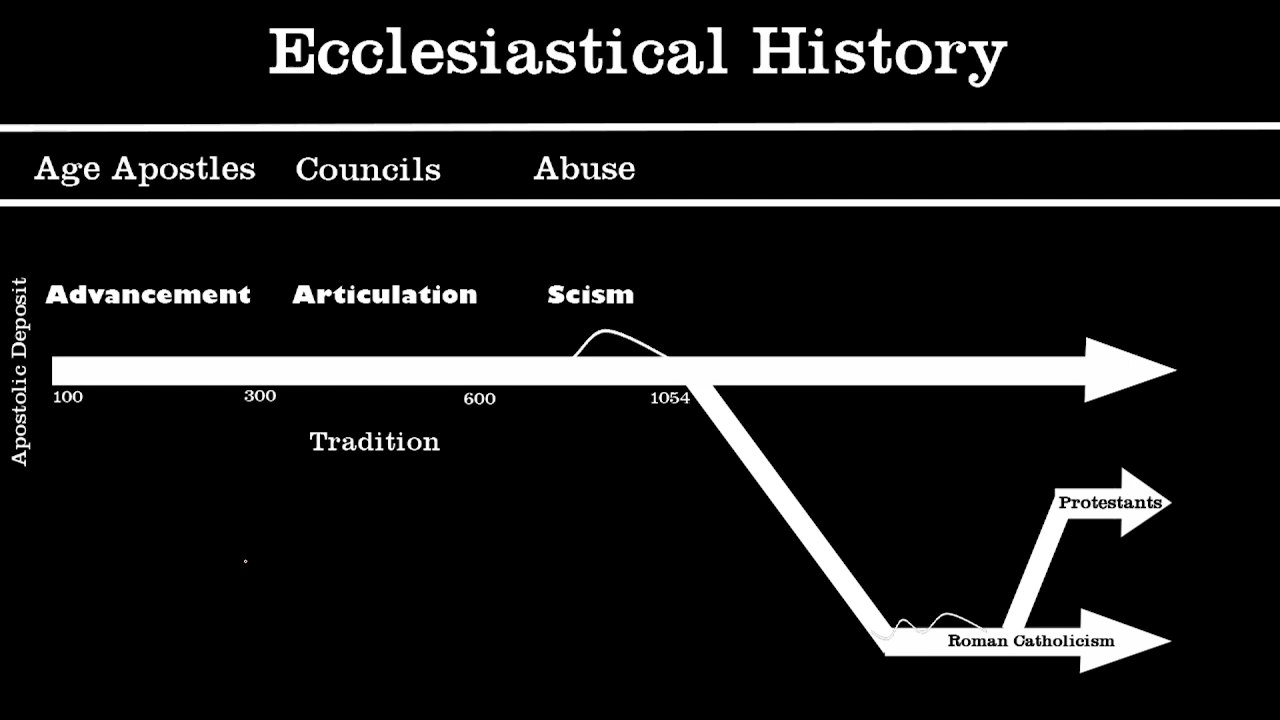 Ecclesiastical History
Age Apostles Councils Abuse
Advancement Articulation Scism
Apostolic Deposit
100 300 600 1054
Tradition
Protestants
Roman Catholicism